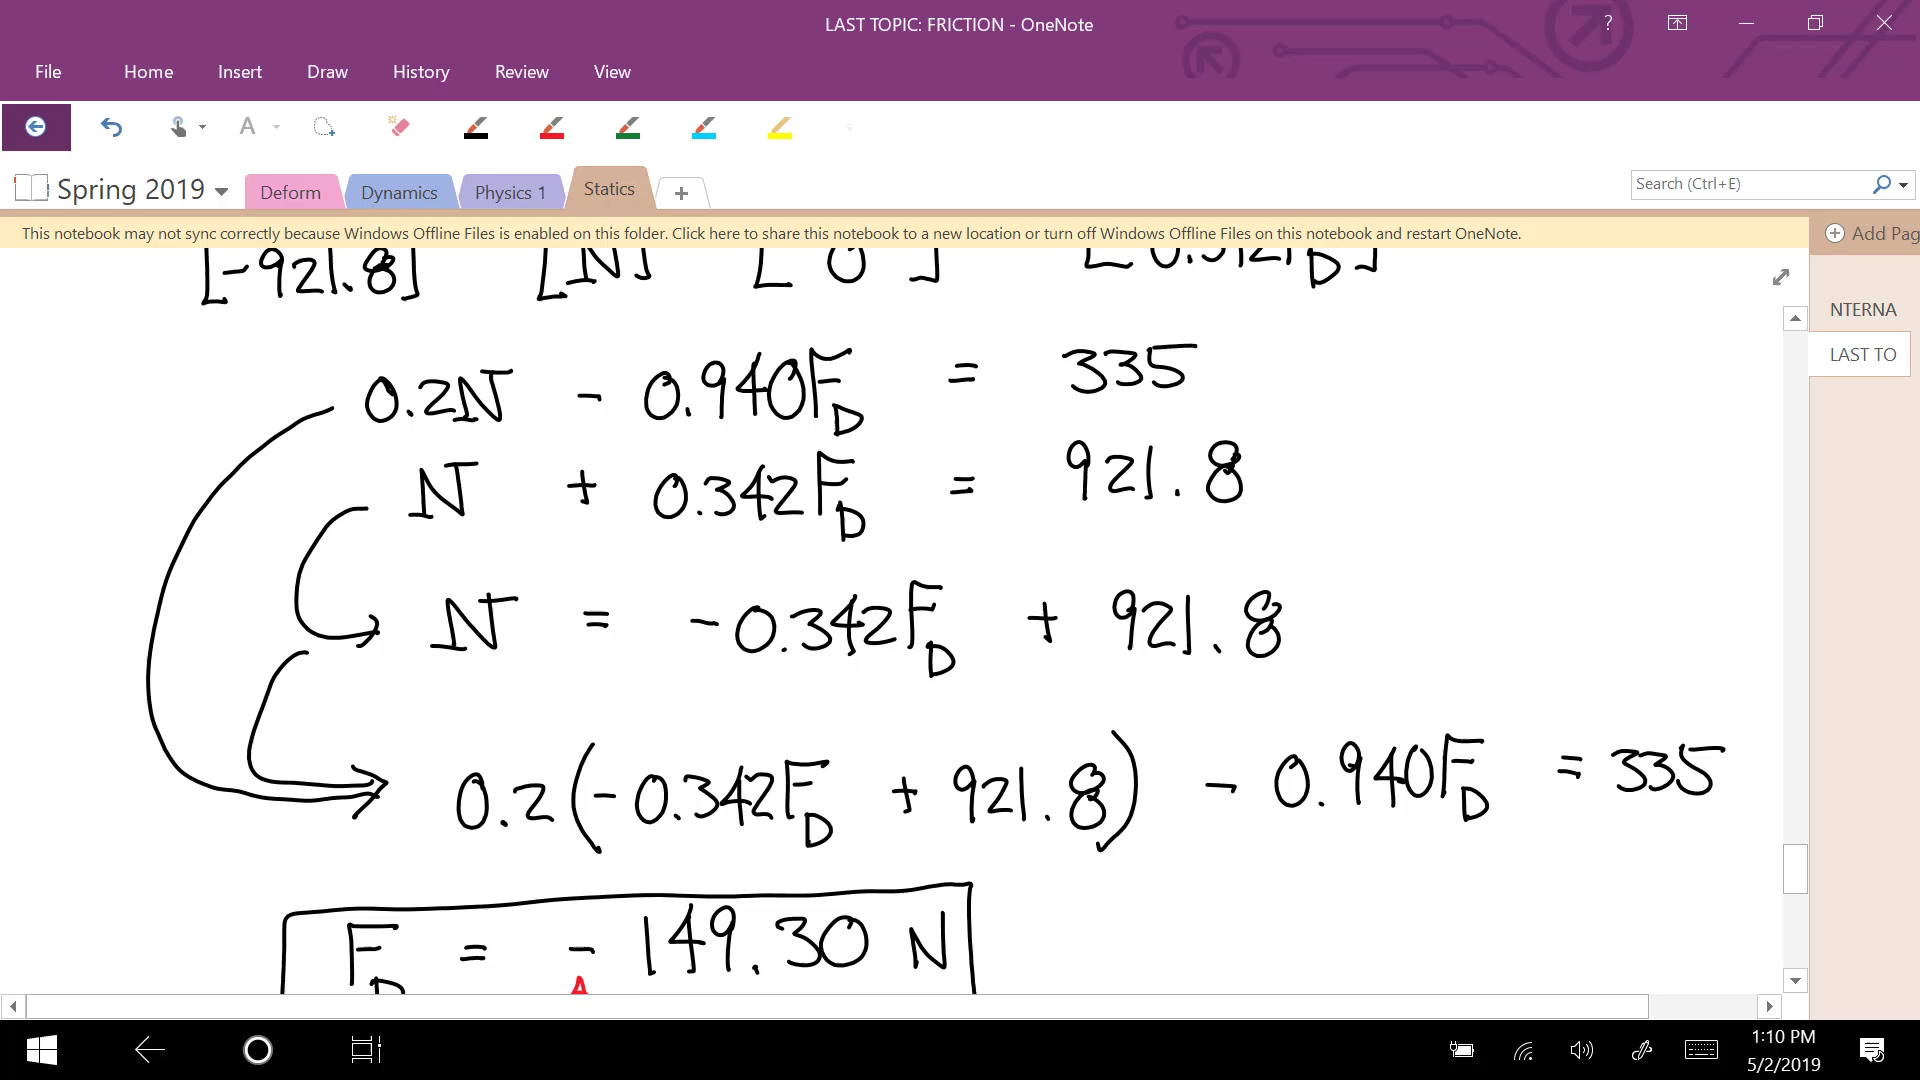 LAST TOPIC: FRICTION - OneNote
?
File Home Insert Draw History Review View
A
Spring 2019 Deform Dynamics Physics 1 Statics +
Search (Ctrl+E)
This notebook may not sync correctly because Windows Offline Files is enabled on this folder. Click here to share this notebook to a new location or turn off Windows Offline Files on this notebook and restart OneNote.
Add Pag
NTERNA
LAST TO
[-921.8] [N] [0] [0.342F_D]
0.2N - 0.940F_D = 335
N + 0.342F_D = 921.8
N = -0.342F_D + 921.8
0.2(-0.342F_D + 921.8) - 0.940F_D = 335
F_D = - 149.30 N
1:10 PM
5/2/2019